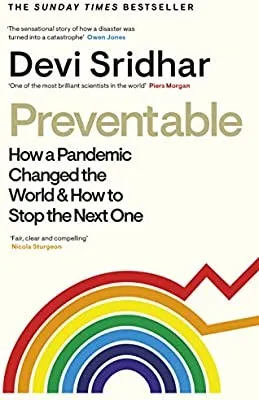 THE SUNDAY TIMES BESTSELLER
'The sensational story of how a disaster was
turned into a catastrophe' Owen Jones
Devi Sridhar
'One of the most brilliant scientists in the world' Piers Morgan
Preventable
How a Pandemic
Changed the
World & How to
Stop the Next One
'Fair, clear and compelling'
Nicola Sturgeon